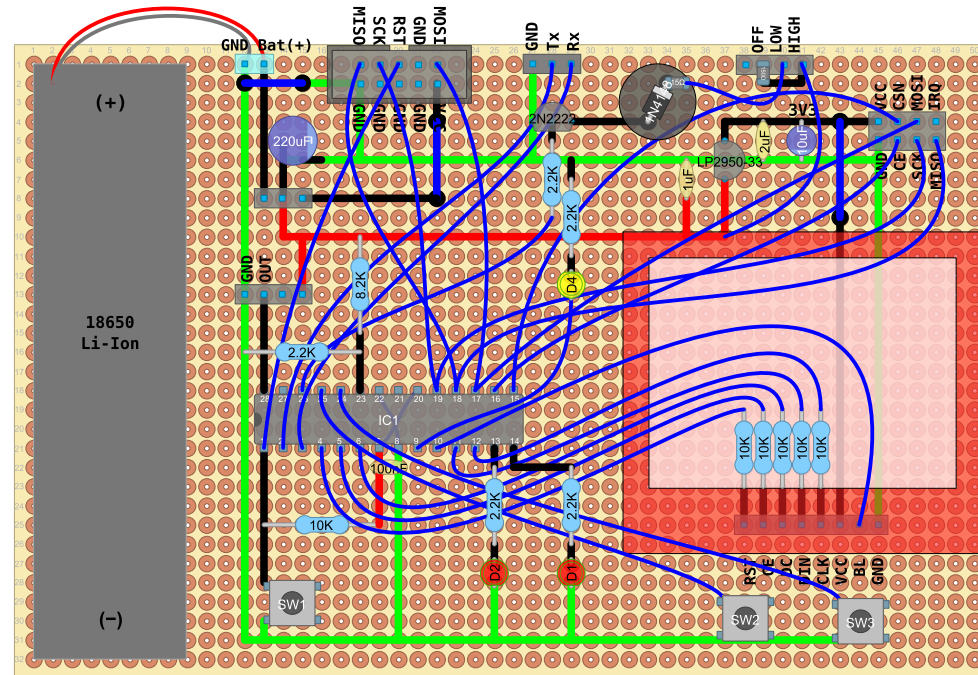 GND Bat(+)
MISO
SCK
RST
GND
MOSI
GND
Tx
Rx
OFF
LOW
HIGH
GND
GND
GND
GND
(+)
220uF
2N2222
3V3
VCC
CSN
MOSI
IRQ
GND
CE
SCK
MISO
LP2950-33
1uF
2uF
10uF
2.2K
2.2K
GND
OUT
8.2K
D4
18650
Li-Ion
2.2K
28 27 26 25 24 23 22 21 20 19 18 17 16 15
IC1
1 2 3 4 5 6 7 8 9 10 11 12 13 14
100nF
10K
10K
10K
10K
10K
10K
2.2K
2.2K
RST
CE
DC
DIN
CLK
VCC
BL
GND
D2
D1
SW1
SW2
SW3
(−)